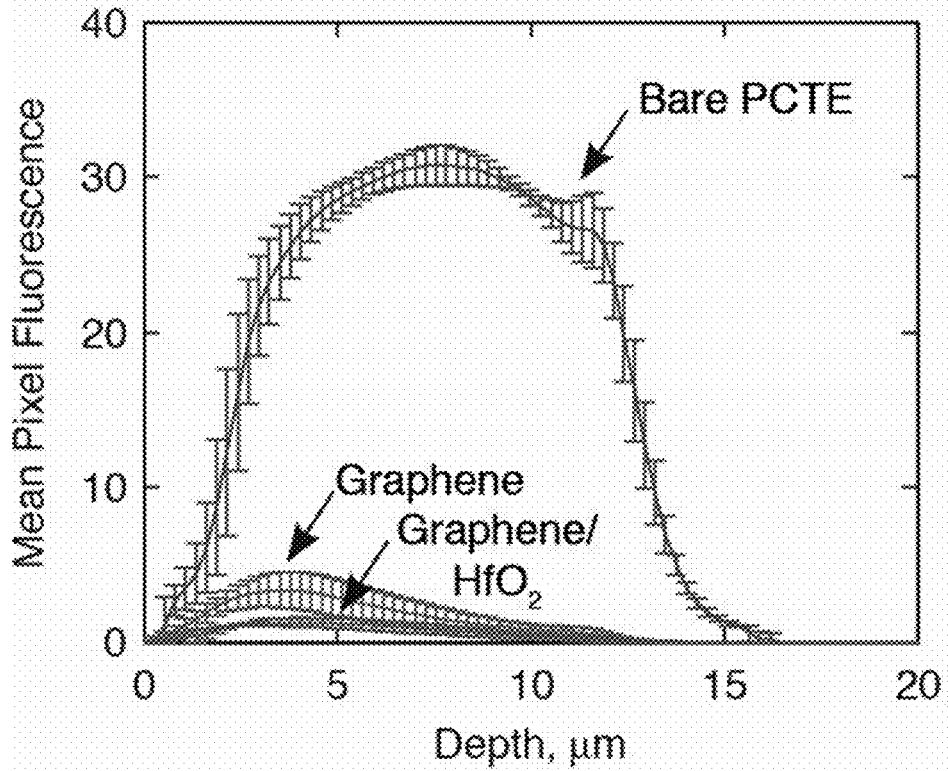 40
30
20
10
0
Mean Pixel Fluorescence
Bare PCTE
Graphene
Graphene/
HfO₂
0 5 10 15 20
Depth, μm